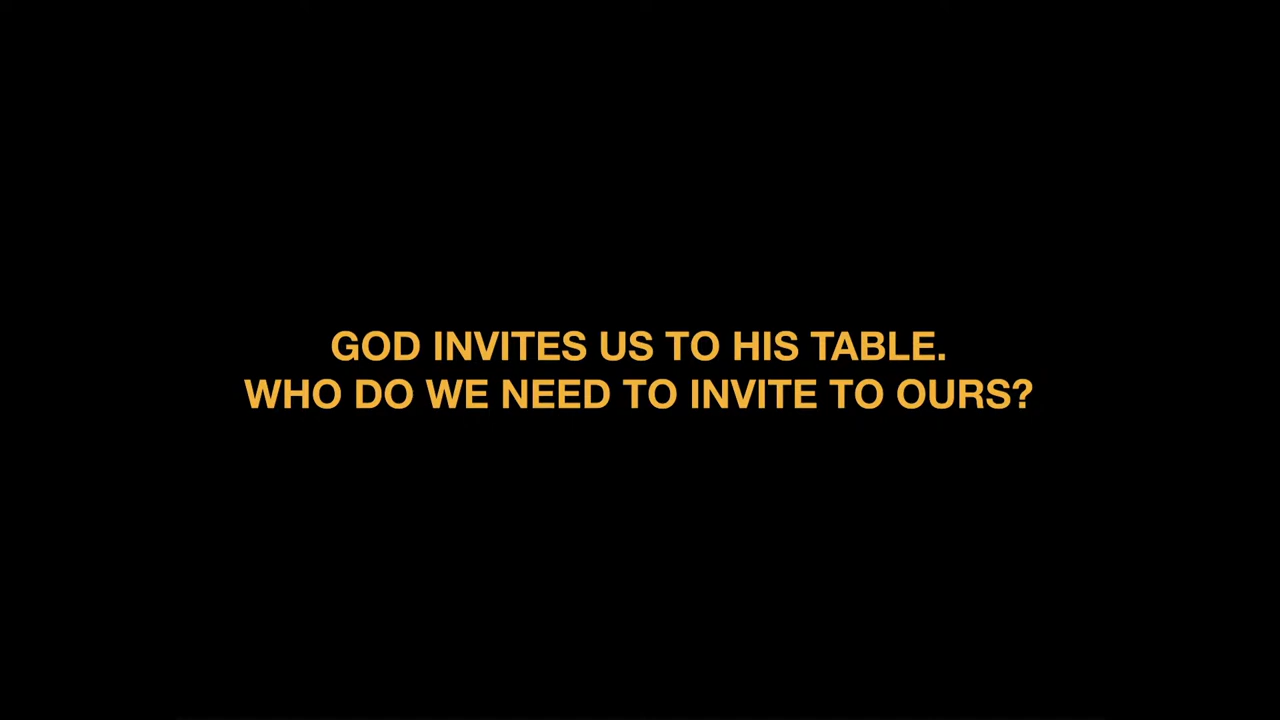 GOD INVITES US TO HIS TABLE.
WHO DO WE NEED TO INVITE TO OURS?